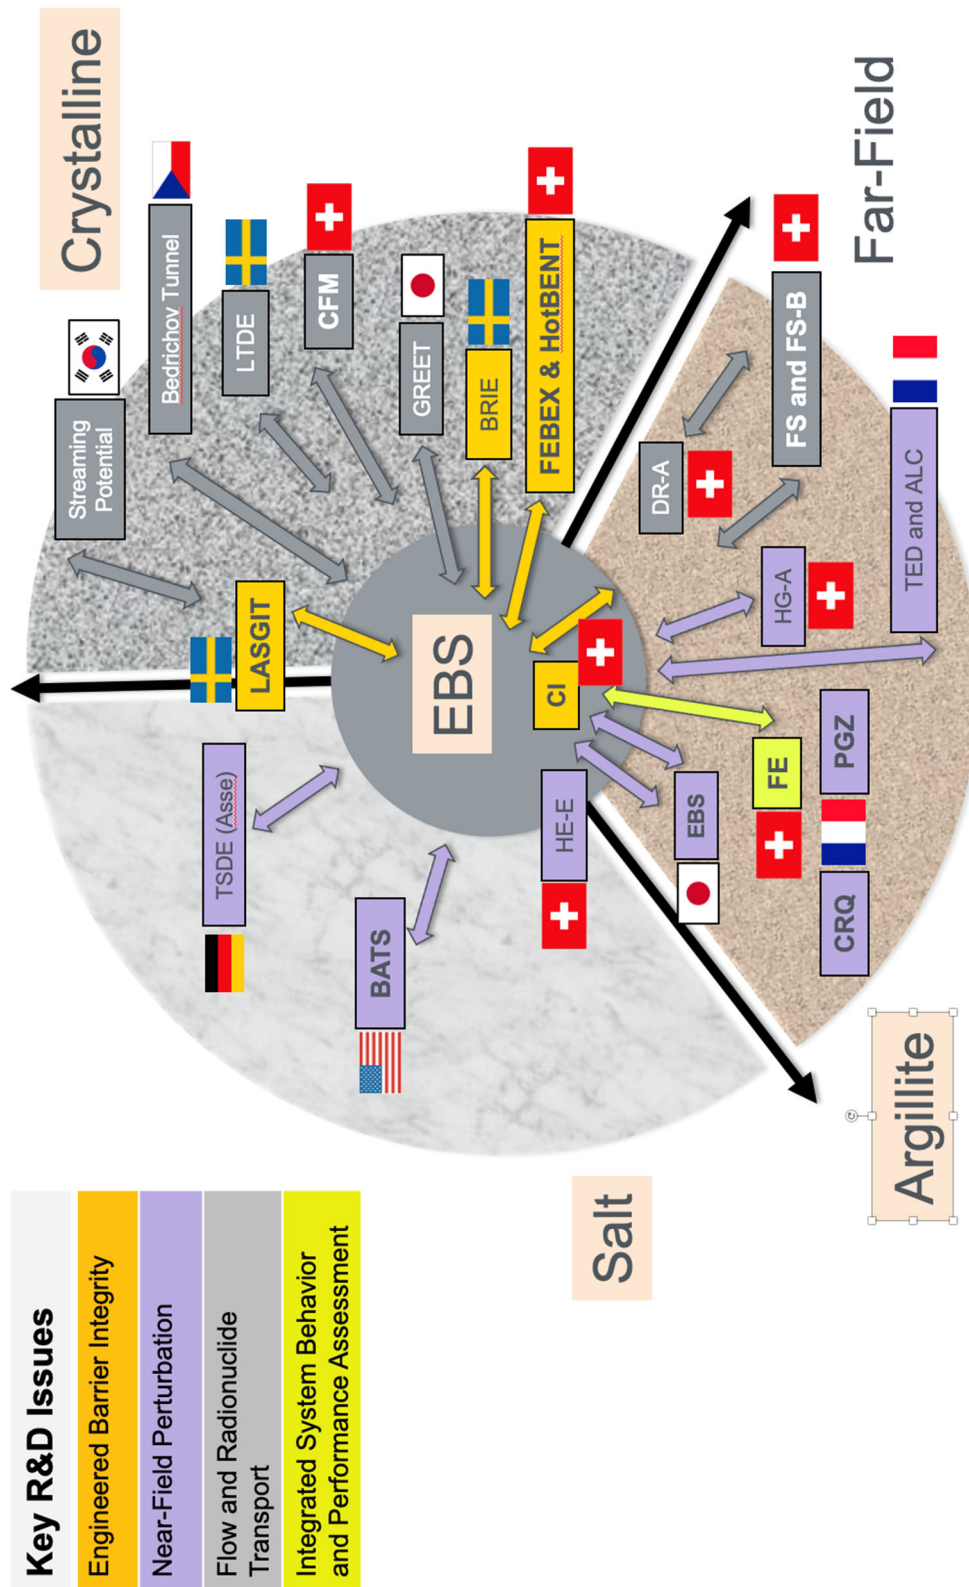 Key R&D Issues
Engineered Barrier Integrity
Near-Field Perturbation
Flow and Radionuclide
Transport
Integrated System Behavior
and Performance Assessment
Salt
Crystalline
Argillite
Far-Field
EBS
TSDE (Asse)
BATS
LASGIT
Streaming
Potential
Bedrichov Tunnel
LTDE
CFM
GREET
BRIE
FEBEX & HotBENT
CI
HE-E
EBS
FE
CRQ
PGZ
HG-A
DR-A
FS and FS-B
TED and ALC